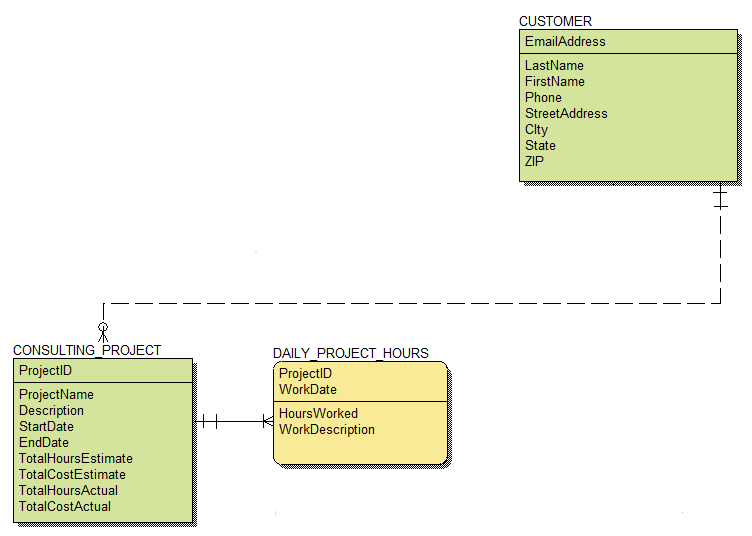 CUSTOMER
EmailAddress
LastName
FirstName
Phone
StreetAddress
CIty
State
ZIP
CONSULTING_PROJECT
ProjectID
ProjectName
Description
StartDate
EndDate
TotalHoursEstimate
TotalCostEstimate
TotalHoursActual
TotalCostActual
DAILY_PROJECT_HOURS
ProjectID
WorkDate
HoursWorked
WorkDescription